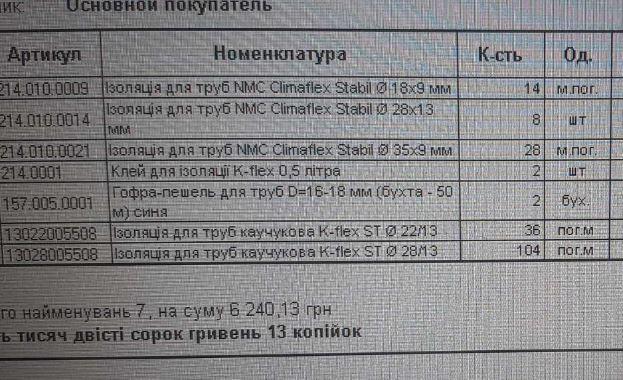 ник: Основной покупатель
Артикул Номенклатура К-сть Од.
214.010.0009 Ізоляція для труб NMC Climaflex Stabil Ø 18x9 мм 14 м.пог.
214.010.0014 Ізоляція для труб NMC Climaflex Stabil Ø 28x13 мм 8 шт
214.010.0021 Ізоляція для труб NMC Climaflex Stabil Ø 35x9 мм 28 м.пог.
214.0001 Клей для ізоляції K-flex 0,5 літра 2 шт
157.005.0001 Гофра-пешель для труб D=16-18 мм (бухта - 50 м) синя 2 бух.
13022005508 Ізоляція для труб каучукова K-flex ST Ø 22/13 36 пог.м
13028005508 Ізоляція для труб каучукова K-flex ST Ø 28/13 104 пог.м
го найменувань 7, на суму 6 240,13 грн
ь тисяч двісті сорок гривень 13 копійок